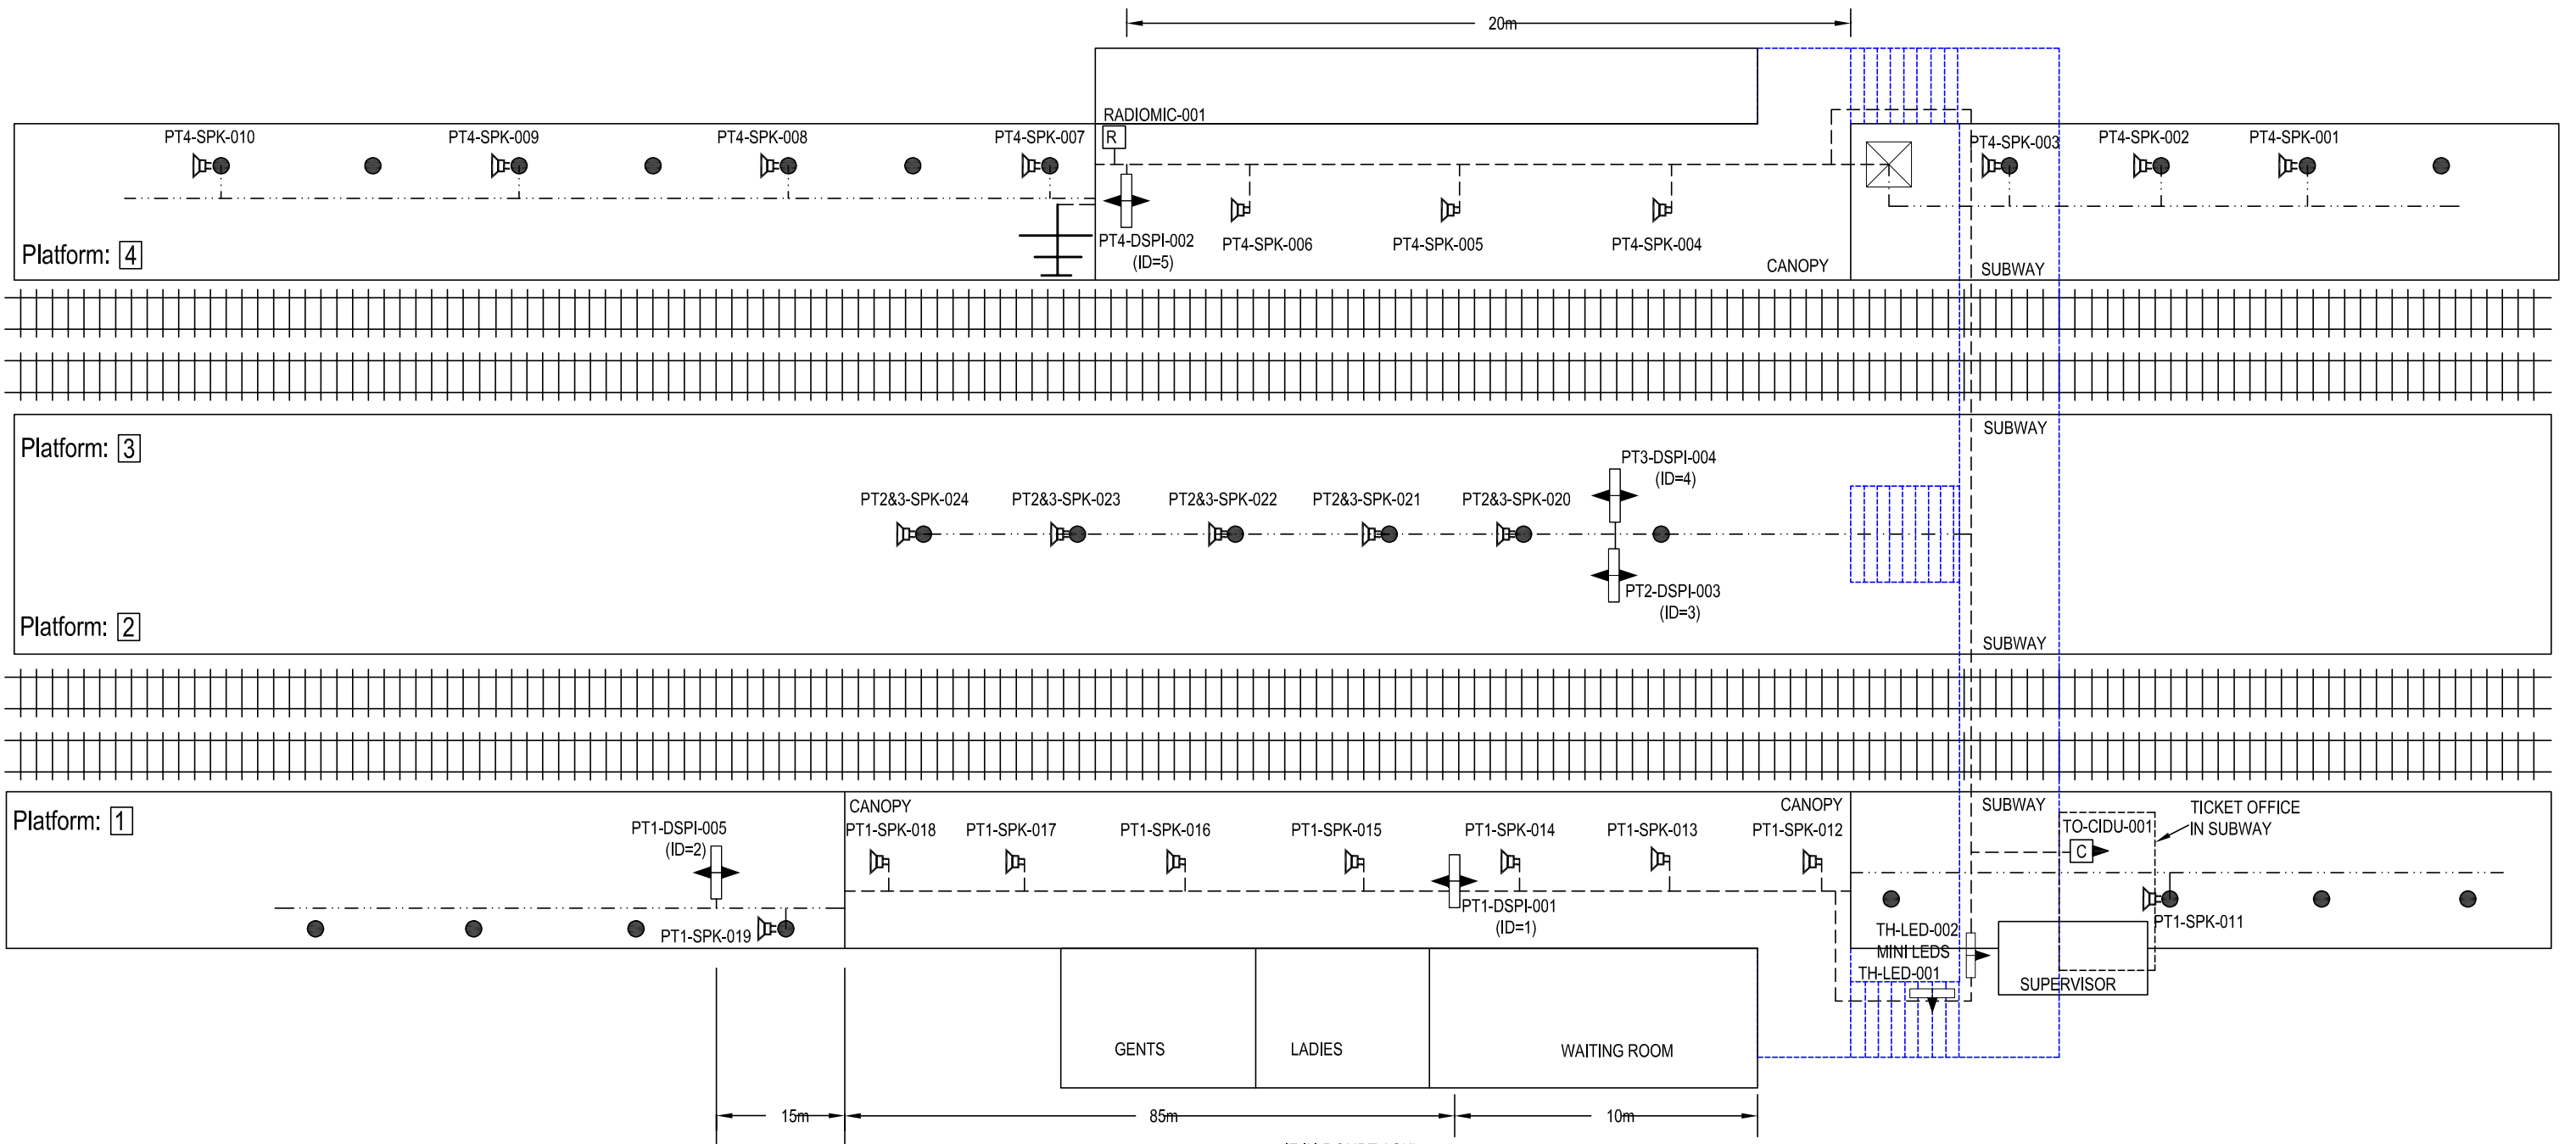 20m
RADIOMIC-001
R
PT4-SPK-010
PT4-SPK-009
PT4-SPK-008
PT4-SPK-007
PT4-SPK-003
PT4-SPK-002
PT4-SPK-001
Platform: 4
PT4-DSPI-002
(ID=5)
PT4-SPK-006
PT4-SPK-005
PT4-SPK-004
CANOPY
SUBWAY
Platform: 3
SUBWAY
PT3-DSPI-004
(ID=4)
PT2&3-SPK-024
PT2&3-SPK-023
PT2&3-SPK-022
PT2&3-SPK-021
PT2&3-SPK-020
PT2-DSPI-003
(ID=3)
Platform: 2
SUBWAY
Platform: 1
CANOPY
CANOPY
SUBWAY
TICKET OFFICE
IN SUBWAY
PT1-DSPI-005
(ID=2)
PT1-SPK-018
PT1-SPK-017
PT1-SPK-016
PT1-SPK-015
PT1-SPK-014
PT1-SPK-013
PT1-SPK-012
TO-CIDU-001
C
PT1-SPK-019
PT1-DSPI-001
(ID=1)
PT1-SPK-011
TH-LED-002
MINI LEDS
TH-LED-001
SUPERVISOR
GENTS
LADIES
WAITING ROOM
15m
85m
10m